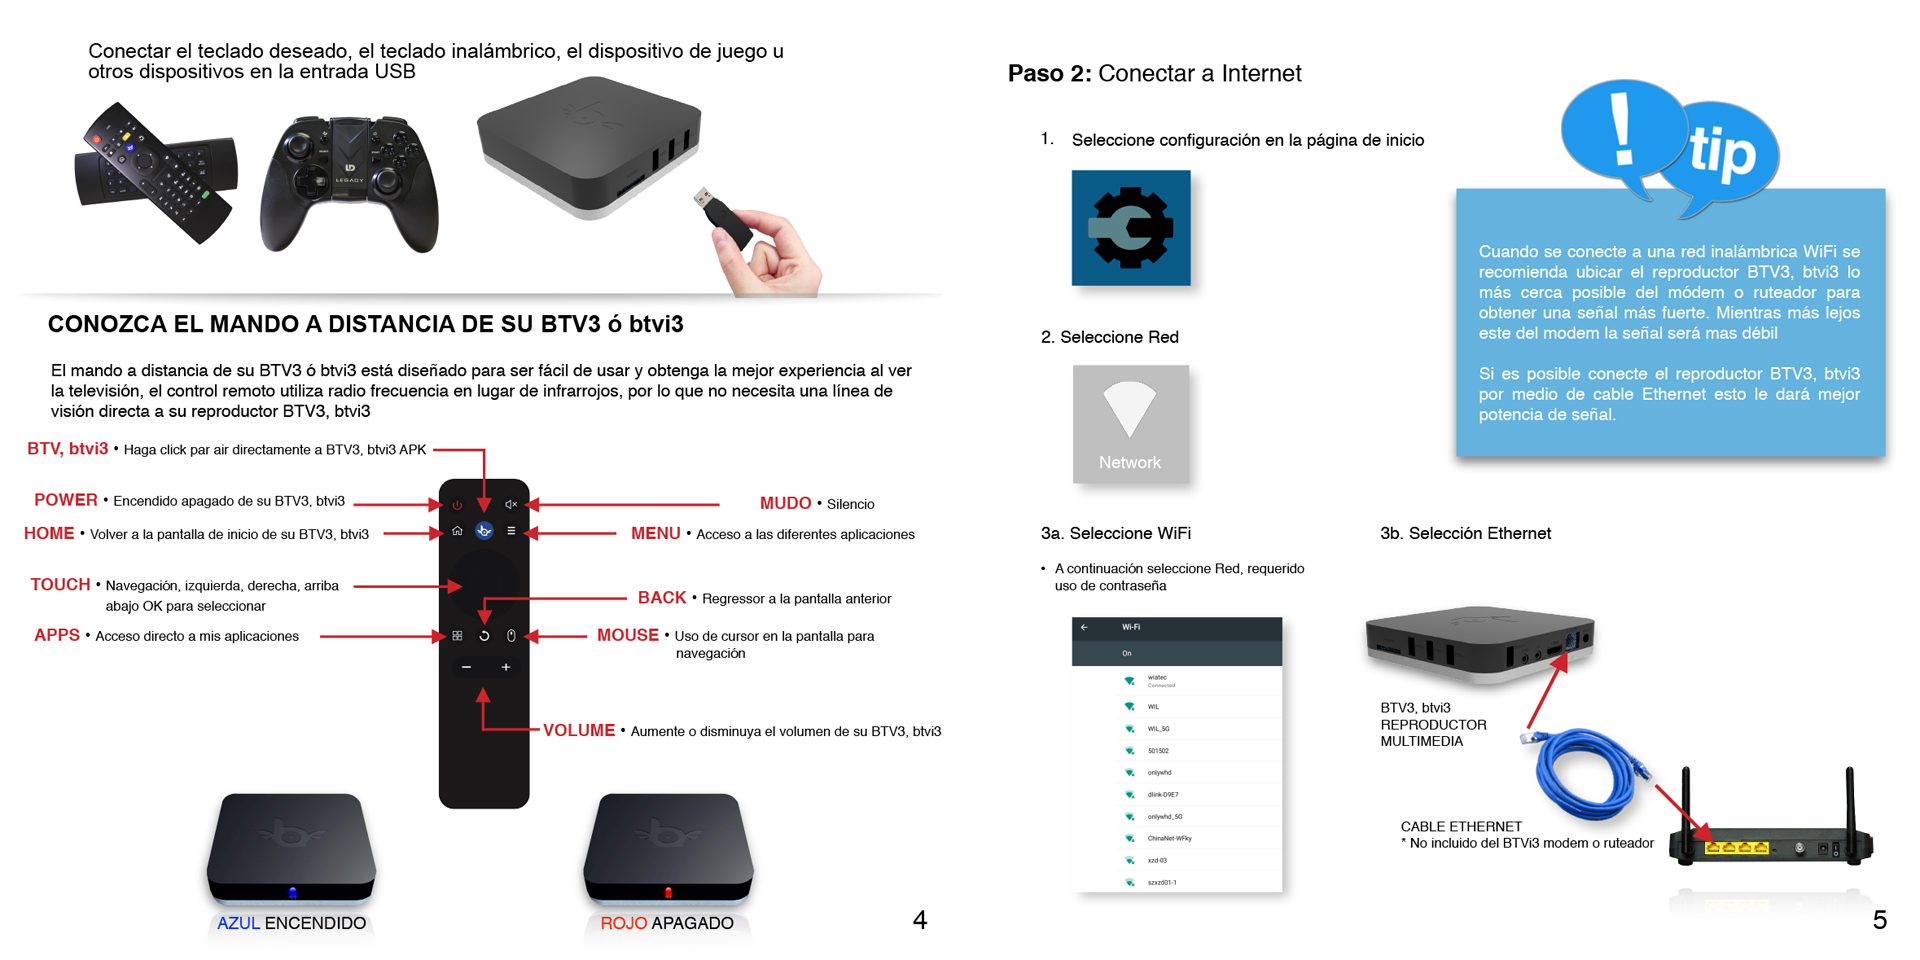 Conectar el teclado deseado, el teclado inalámbrico, el dispositivo de juego u
otros dispositivos en la entrada USB
LEGACY
CONOZCA EL MANDO A DISTANCIA DE SU BTV3 ó btvi3
El mando a distancia de su BTV3 ó btvi3 está diseñado para ser fácil de usar y obtenga la mejor experiencia al ver
la televisión, el control remoto utiliza radio frecuencia en lugar de infrarrojos, por lo que no necesita una línea de
visión directa a su reproductor BTV3, btvi3
BTV, btvi3 • Haga click par air directamente a BTV3, btvi3 APK
POWER • Encendido apagado de su BTV3, btvi3
MUDO • Silencio
HOME • Volver a la pantalla de inicio de su BTV3, btvi3
MENU • Acceso a las diferentes aplicaciones
TOUCH • Navegación, izquierda, derecha, arriba
abajo OK para seleccionar
BACK • Regressor a la pantalla anterior
APPS • Acceso directo a mis aplicaciones
MOUSE • Uso de cursor en la pantalla para
navegación
VOLUME • Aumente o disminuya el volumen de su BTV3, btvi3
AZUL ENCENDIDO
ROJO APAGADO
4
Paso 2: Conectar a Internet
1. Seleccione configuración en la página de inicio
2. Seleccione Red
Network
! tip
Cuando se conecte a una red inalámbrica WiFi se
recomienda ubicar el reproductor BTV3, btvi3 lo
más cerca posible del módem o ruteador para
obtener una señal más fuerte. Mientras más lejos
este del modem la señal será mas débil
Si es posible conecte el reproductor BTV3, btvi3
por medio de cable Ethernet esto le dará mejor
potencia de señal.
3a. Seleccione WiFi
• A continuación seleccione Red, requerido
uso de contraseña
Wi-Fi
On
wiatec
Connected
WIL
WIL_5G
501502
onlywhd
dlink-D9E7
onlywhd_5G
ChinaNet-WFky
xzd-03
szxzd01-1
3b. Selección Ethernet
BTV3, btvi3
REPRODUCTOR
MULTIMEDIA
CABLE ETHERNET
* No incluido del BTVi3 modem o ruteador
5